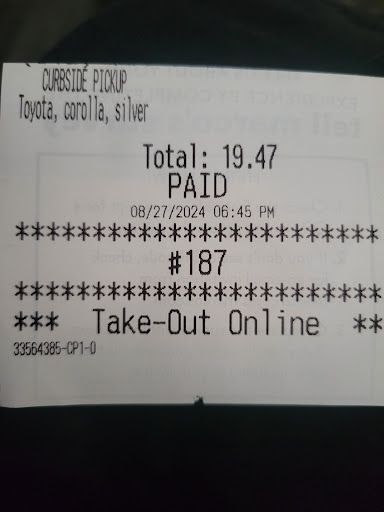 CURBSIDE PICKUP
Toyota, corolla, silver
Total: 19.47
PAID
08/27/2024 06:45 PM
***********************
#187
***********************
*** Take-Out Online **
33564385-CP1-0